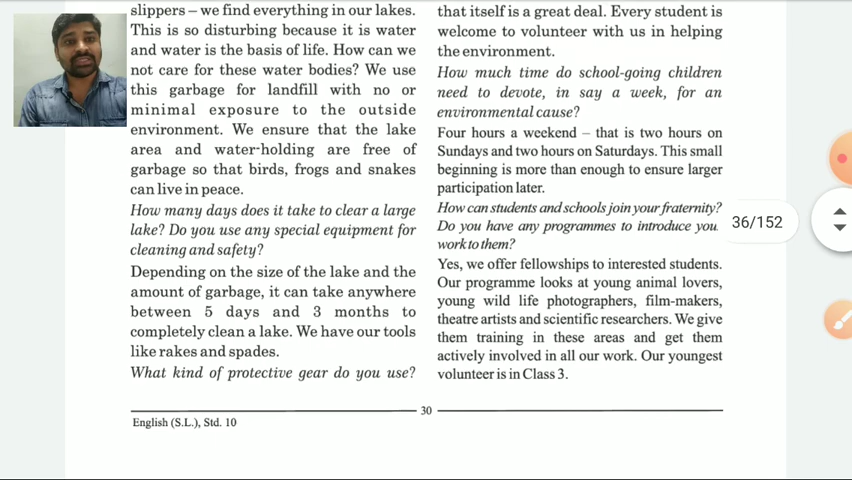 slippers – we find everything in our lakes.
This is so disturbing because it is water
and water is the basis of life. How can we
not care for these water bodies? We use
this garbage for landfill with no or
minimal exposure to the outside
environment. We ensure that the lake
area and water-holding are free of
garbage so that birds, frogs and snakes
can live in peace.
How many days does it take to clear a large
lake? Do you use any special equipment for
cleaning and safety?
Depending on the size of the lake and the
amount of garbage, it can take anywhere
between 5 days and 3 months to
completely clean a lake. We have our tools
like rakes and spades.
What kind of protective gear do you use?
that itself is a great deal. Every student is
welcome to volunteer with us in helping
the environment.
How much time do school-going children
need to devote, in say a week, for an
environmental cause?
Four hours a weekend – that is two hours on
Sundays and two hours on Saturdays. This small
beginning is more than enough to ensure larger
participation later.
How can students and schools join your fraternity?
Do you have any programmes to introduce you
work to them?
Yes, we offer fellowships to interested students.
Our programme looks at young animal lovers,
young wild life photographers, film-makers,
theatre artists and scientific researchers. We give
them training in these areas and get them
actively involved in all our work. Our youngest
volunteer is in Class 3.
30
English (S.L.), Std. 10
36/152